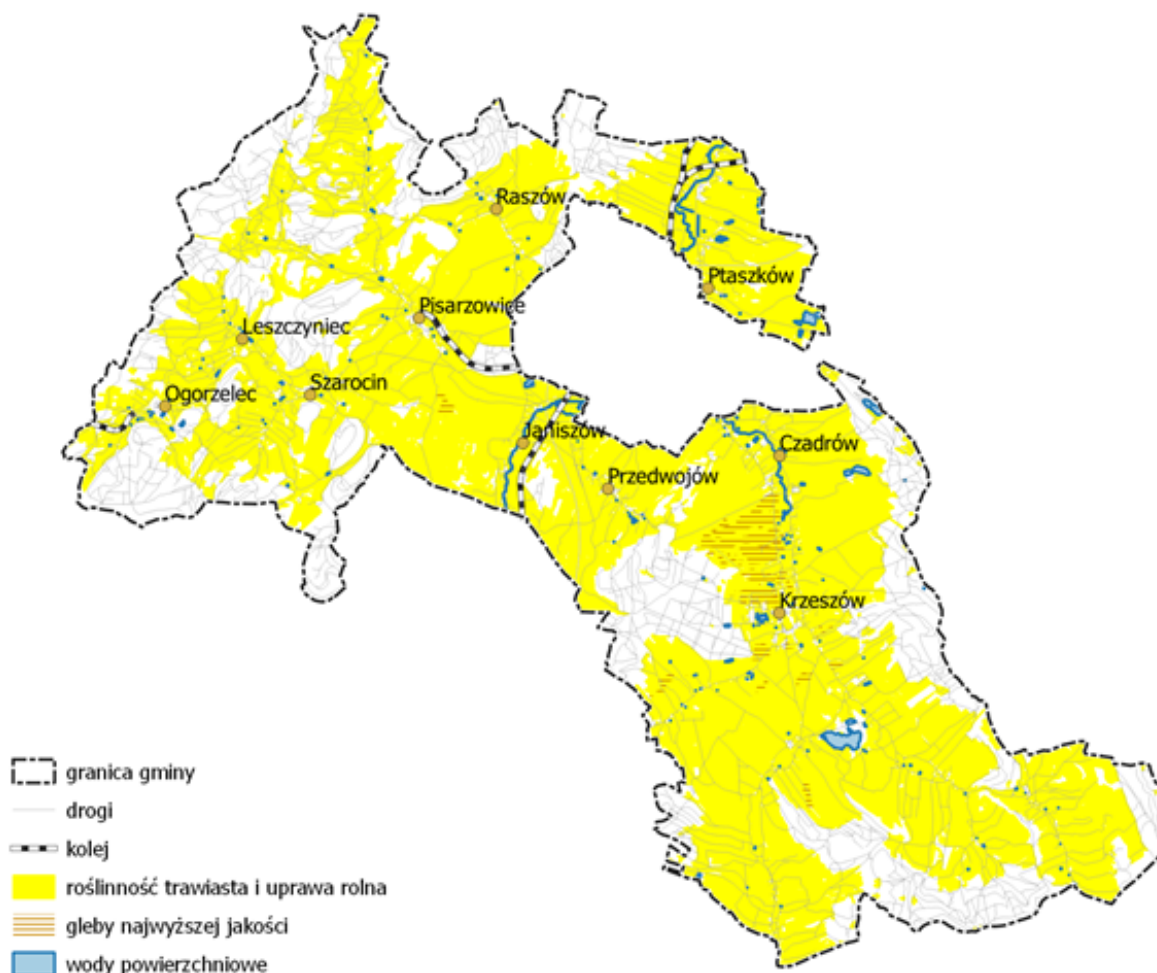 Raszów
Ptaszków
Pisarzowice
Leszczyniec
Szarocin
Ogorzelec
Janiszów
Czadrów
Przedwojów
Krzeszów
granica gminy
drogi
kolej
roślinność trawiasta i uprawa rolna
gleby najwyższej jakości
wody powierzchniowe